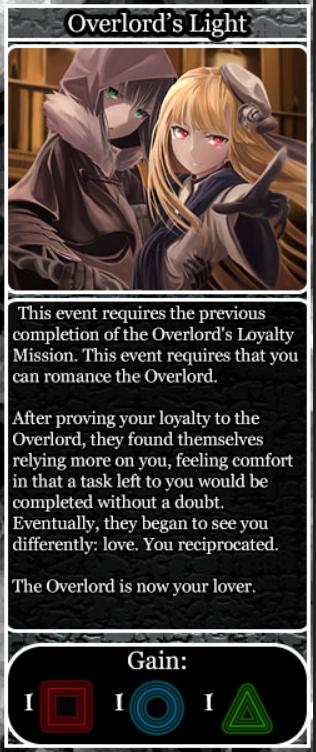 Overlord's Light
This event requires the previous
completion of the Overlord's Loyalty
Mission. This event requires that you
can romance the Overlord.
After proving your loyalty to the
Overlord, they found themselves
relying more on you, feeling comfort
in that a task left to you would be
completed without a doubt.
Eventually, they began to see you
differently: love. You reciprocated.
The Overlord is now your lover.
Gain:
1 1 1